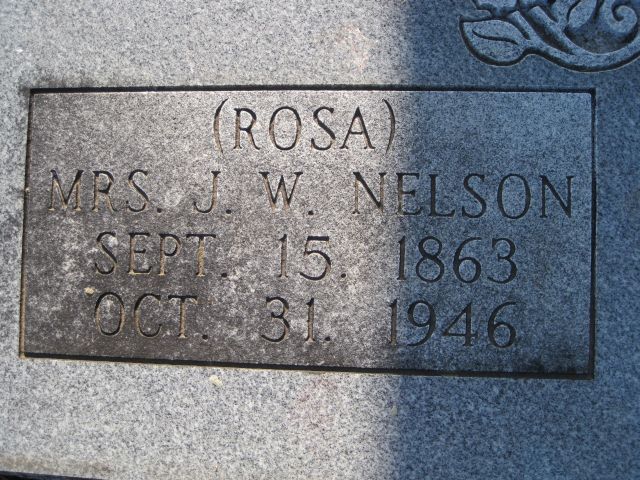 (ROSA)
MRS. J. W. NELSON
SEPT. 15. 1863
OCT. 31. 1946